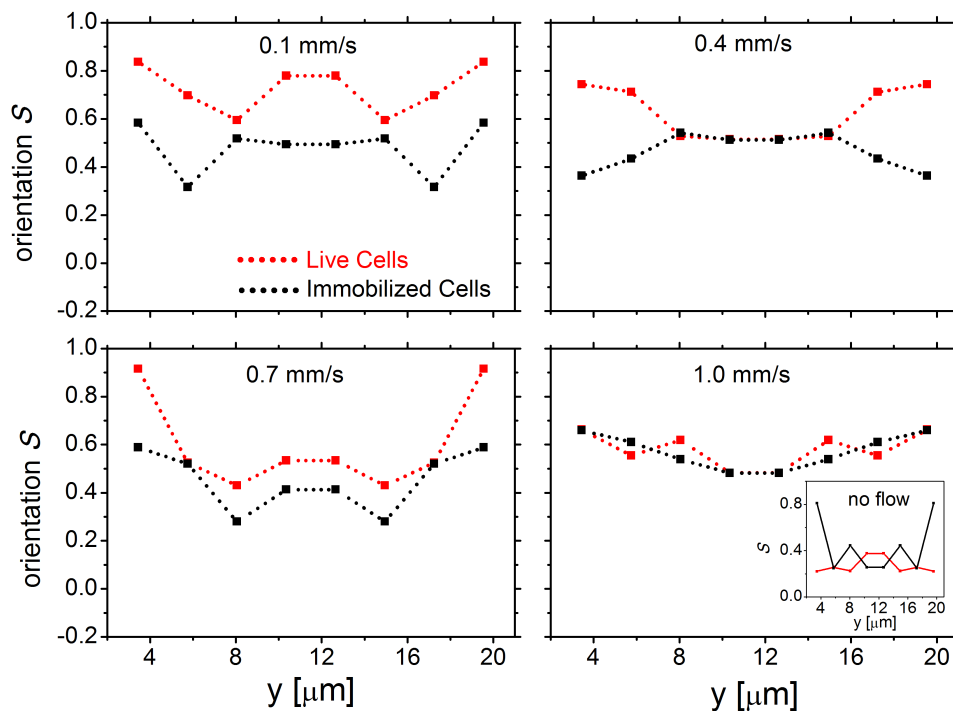 1.0
0.1 mm/s
0.4 mm/s
0.8
0.6
0.4
0.2
0.0
-0.2
orientation S
Live Cells
Immobilized Cells
1.0
0.7 mm/s
1.0 mm/s
0.8
0.6
0.4
0.2
0.0
-0.2
orientation S
no flow
0.8
0.4
0.0
S
4 8 12 16 20
y [μm]
4 8 12 16 20
4 8 12 16 20
y [μm]
y [μm]